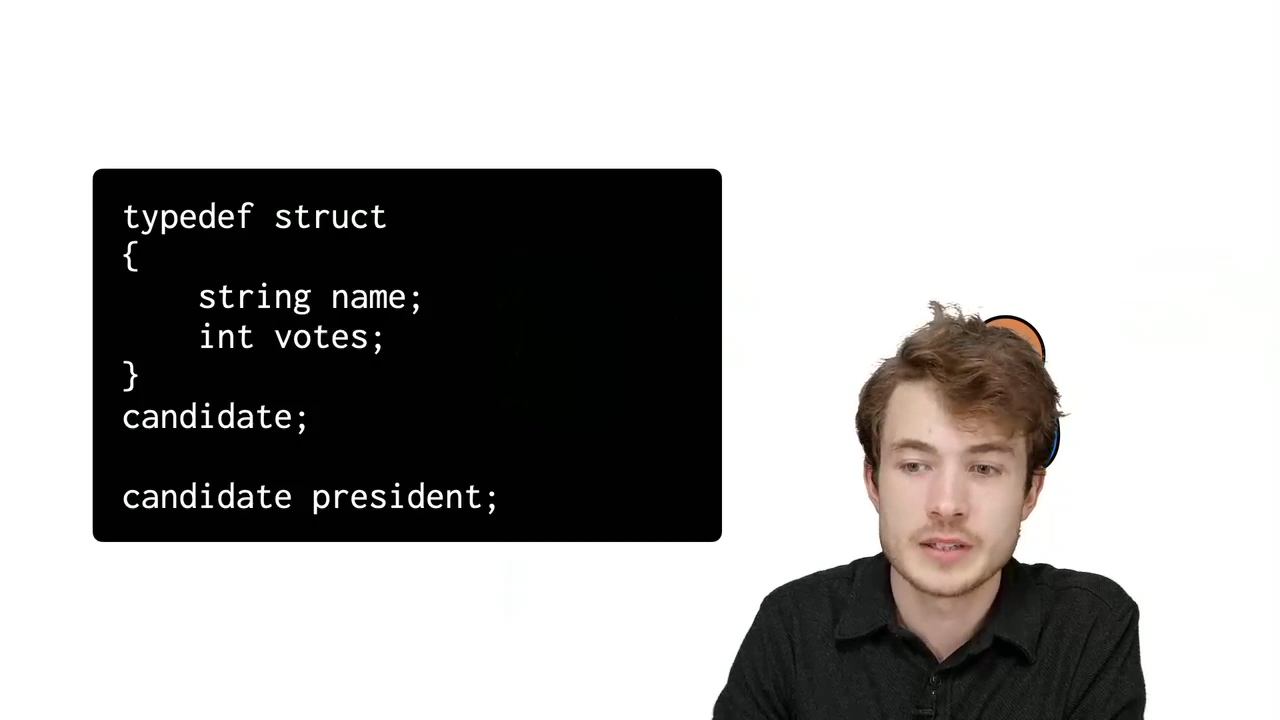 typedef struct
{
    string name;
    int votes;
}
candidate;

candidate president;